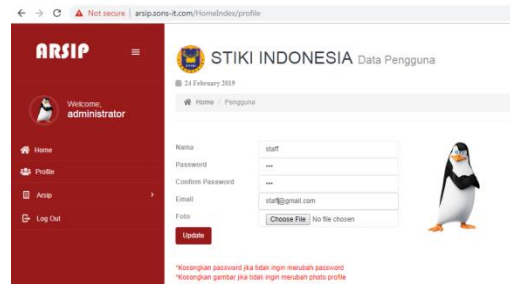 Not secure | arsip.sons-it.com/HomeIndex/profile
ARSIP
STIKI INDONESIA Data Pengguna
24 February 2019
Home / Pengguna
Welcome,
administrator
Home
Profile
Arsip
Log Out
Nama staff
Password •••
Confirm Password •••
Email staff@gmail.com
Foto Choose File No file chosen
Update
*Kosongkan password jika tidak ingin merubah password
*Kosongkan gambar jika tidak ingin merubah photo profile